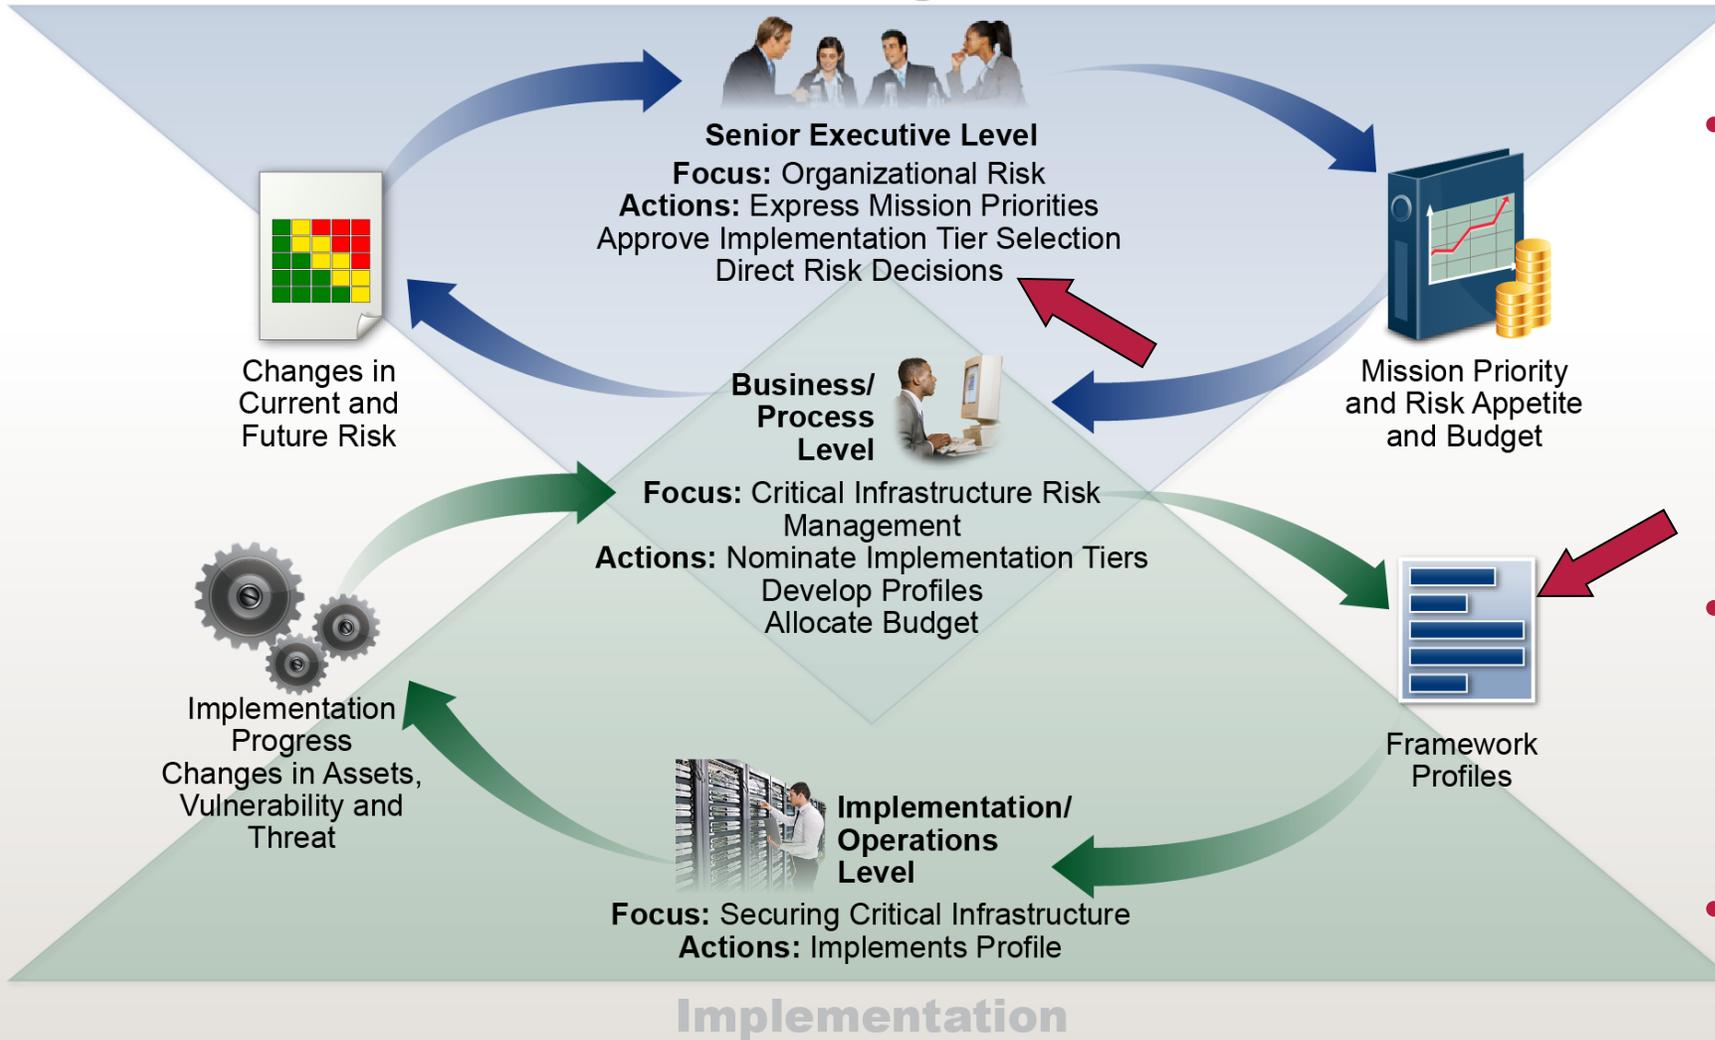 Senior Executive Level
Focus: Organizational Risk
Actions: Express Mission Priorities
Approve Implementation Tier Selection
Direct Risk Decisions
Changes in
Current and
Future Risk
Mission Priority
and Risk Appetite
and Budget
Business/
Process
Level
Focus: Critical Infrastructure Risk
Management
Actions: Nominate Implementation Tiers
Develop Profiles
Allocate Budget
Implementation
Progress
Changes in Assets,
Vulnerability and
Threat
Framework
Profiles
Implementation/
Operations
Level
Focus: Securing Critical Infrastructure
Actions: Implements Profile
Implementation